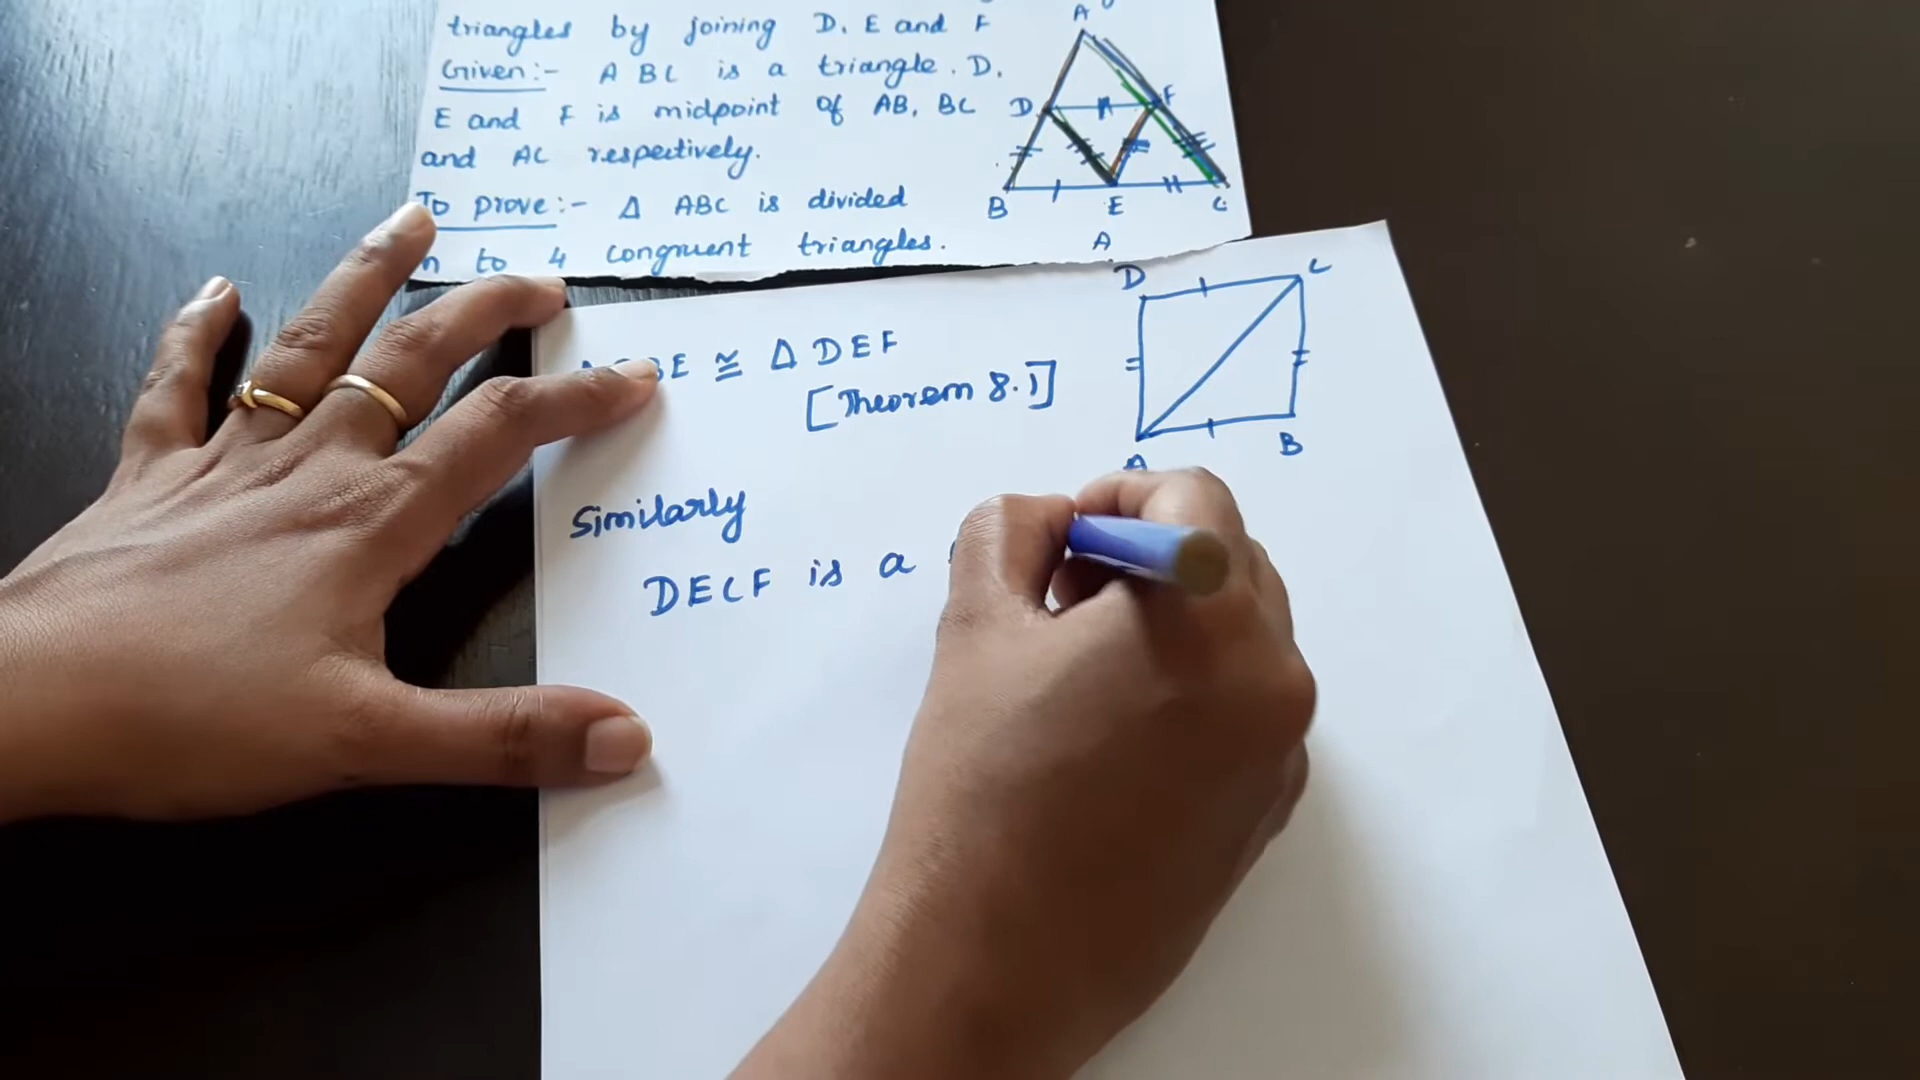 triangles by joining D. E and F
Given:- A BC is a triangle. D.
E and F is midpoint of AB, BC
and AC respectively.
To prove:- Δ ABC is divided
n to 4 congruent triangles.
A
D F
B E C
A
D C
A B
≅ Δ DEF
[Theorem 8.1]
Similarly
DECF is a